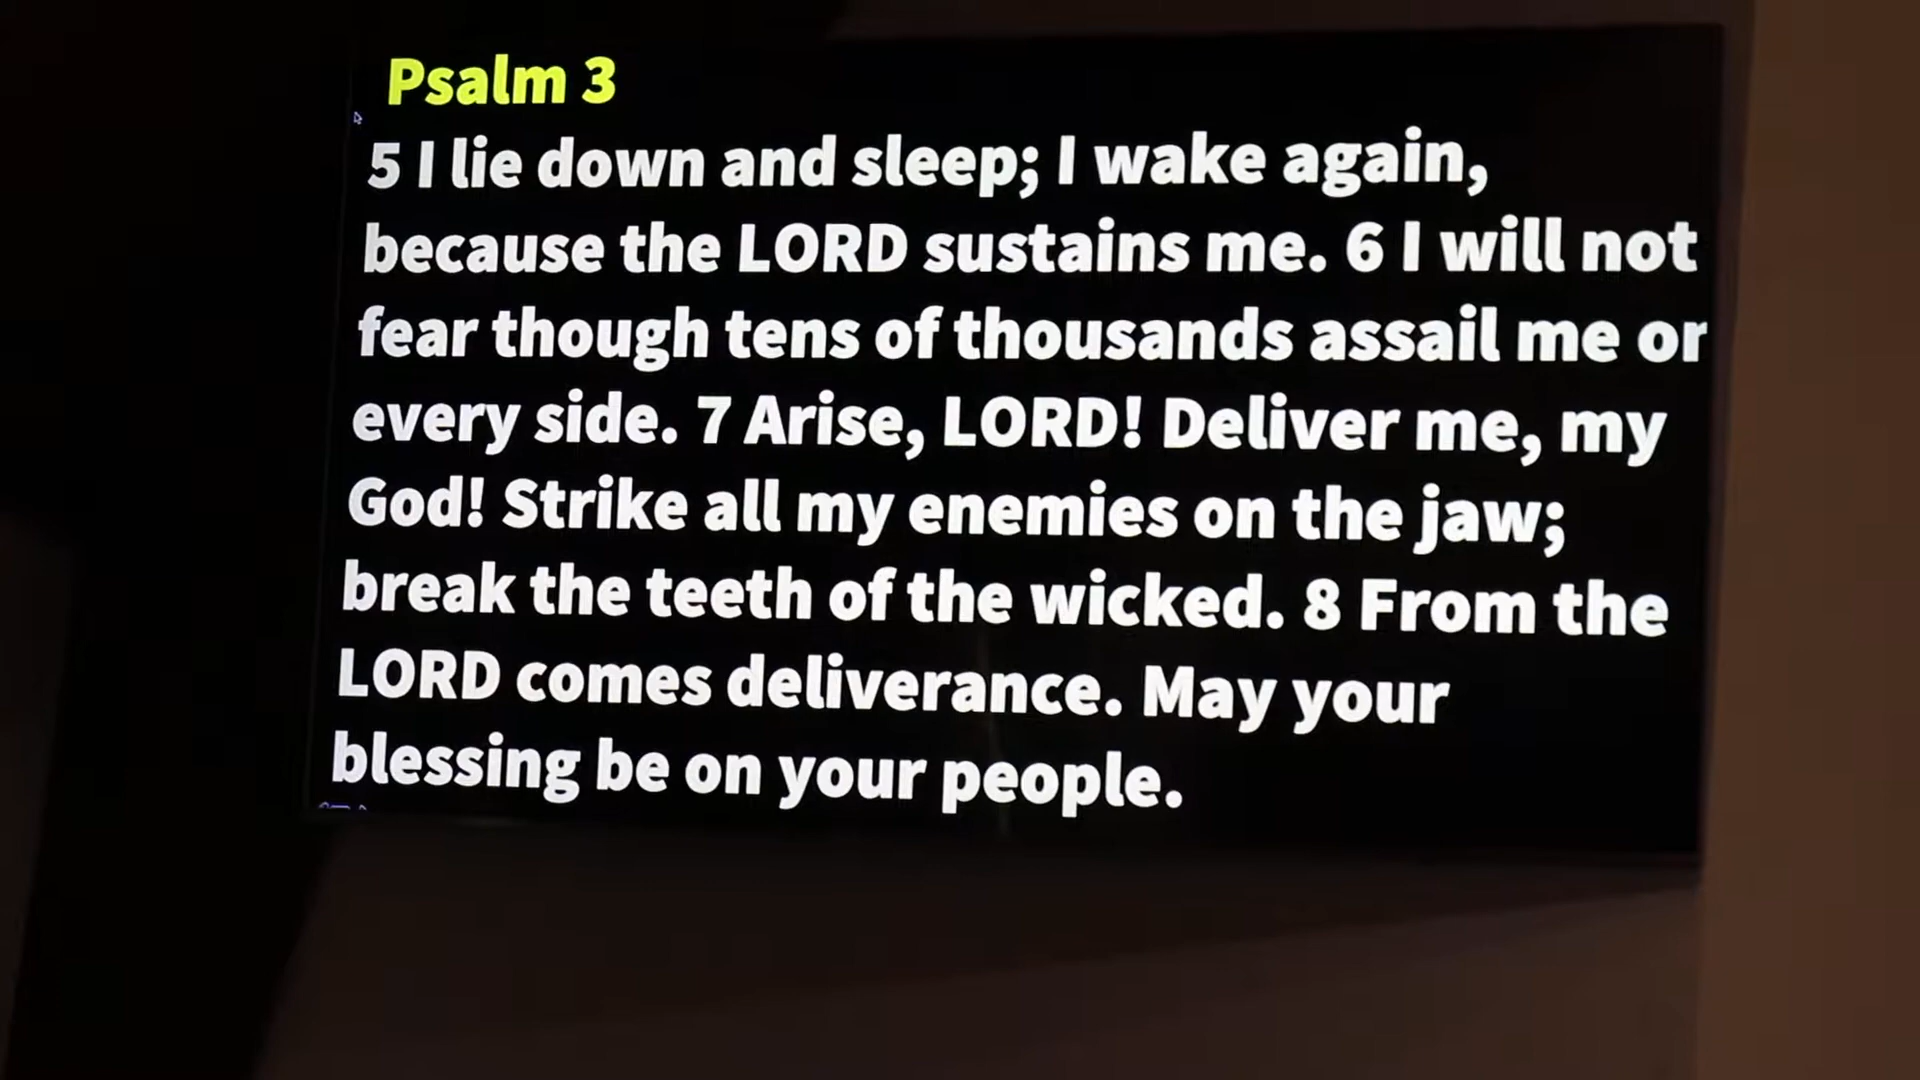 Psalm 3
5 I lie down and sleep; I wake again,
because the LORD sustains me. 6 I will not
fear though tens of thousands assail me or
every side. 7 Arise, LORD! Deliver me, my
God! Strike all my enemies on the jaw;
break the teeth of the wicked. 8 From the
LORD comes deliverance. May your
blessing be on your people.